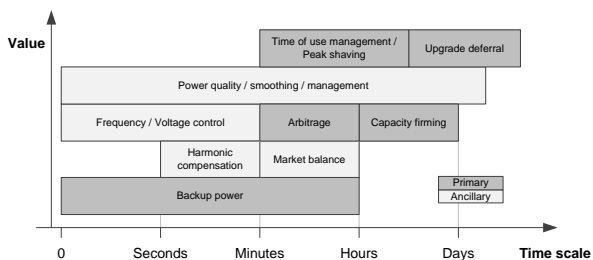 Value
Time of use management /
Peak shaving
Upgrade deferral
Power quality / smoothing / management
Frequency / Voltage control
Arbitrage
Capacity firming
Harmonic
compensation
Market balance
Backup power
Primary
Ancillary
0
Seconds
Minutes
Hours
Days
Time scale